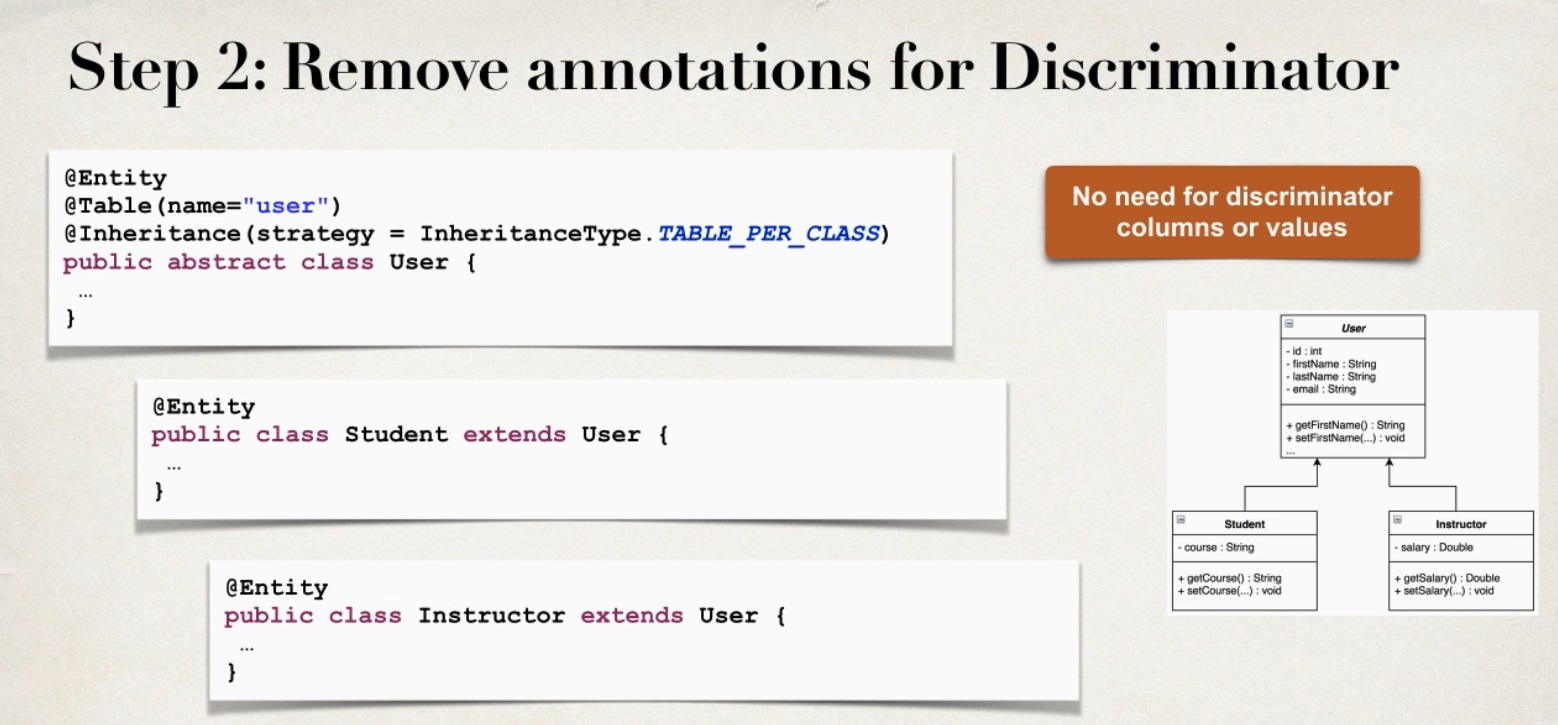 Step 2: Remove annotations for Discriminator
@Entity
@Table(name="user")
@Inheritance(strategy = InheritanceType.TABLE_PER_CLASS)
public abstract class User {
…
}
No need for discriminator
columns or values
@Entity
public class Student extends User {
…
}
@Entity
public class Instructor extends User {
…
}
User
- id : int
- firstName : String
- lastName : String
- email : String
+ getFirstName() : String
+ setFirstName(...) : void
...
Student
- course : String
+ getCourse() : String
+ setCourse(...) : void
Instructor
- salary : Double
+ getSalary() : Double
+ setSalary(...) : void